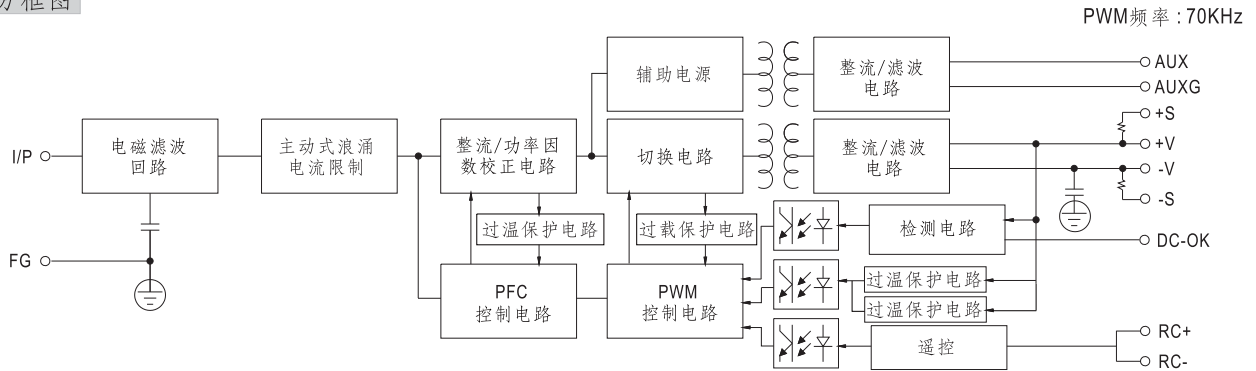 方框图
PWM频率 : 70KHz
辅助电源
整流/滤波
电路
AUX
AUXG
I/P
电磁滤波
回路
主动式浪涌
电流限制
整流/功率因
数校正电路
切换电路
整流/滤波
电路
+S
+V
-V
-S
过温保护电路
过载保护电路
检测电路
DC-OK
FG
PFC
控制电路
PWM
控制电路
过温保护电路
过温保护电路
遥控
RC+
RC-